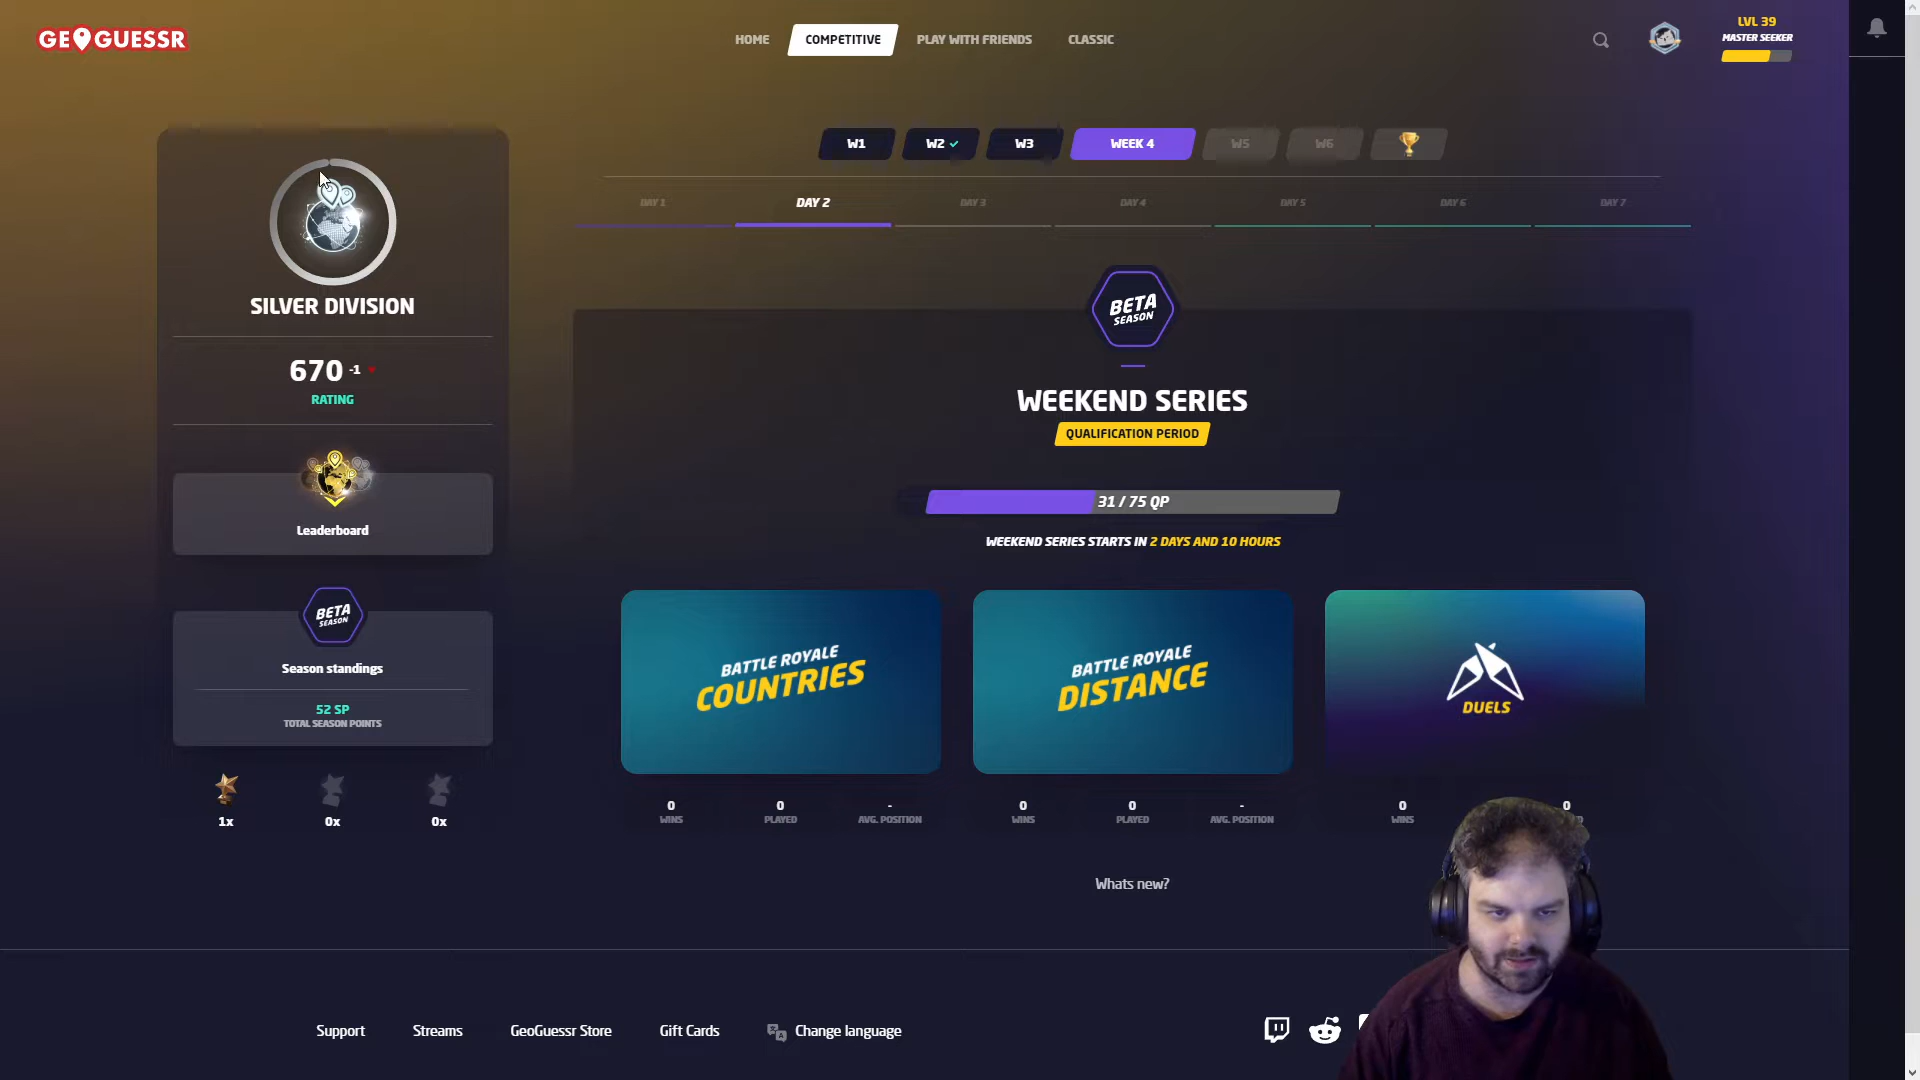 GEOGUESSR
HOME
COMPETITIVE
PLAY WITH FRIENDS
CLASSIC
LVL 39
MASTER SEEKER
W1
W2
W3
WEEK 4
W5
W6
DAY 1
DAY 2
DAY 3
DAY 4
DAY 5
DAY 6
DAY 7
SILVER DIVISION
670 -1
RATING
Leaderboard
BETA
SEASON
Season standings
52 SP
TOTAL SEASON POINTS
1x
0x
0x
BETA
SEASON
WEEKEND SERIES
QUALIFICATION PERIOD
31 / 75 QP
WEEKEND SERIES STARTS IN 2 DAYS AND 10 HOURS
BATTLE ROYALE
COUNTRIES
BATTLE ROYALE
DISTANCE
DUELS
0
WINS
0
PLAYED
-
AVG. POSITION
0
WINS
0
PLAYED
-
AVG. POSITION
0
WINS
0
Whats new?
Support
Streams
GeoGuessr Store
Gift Cards
Change language